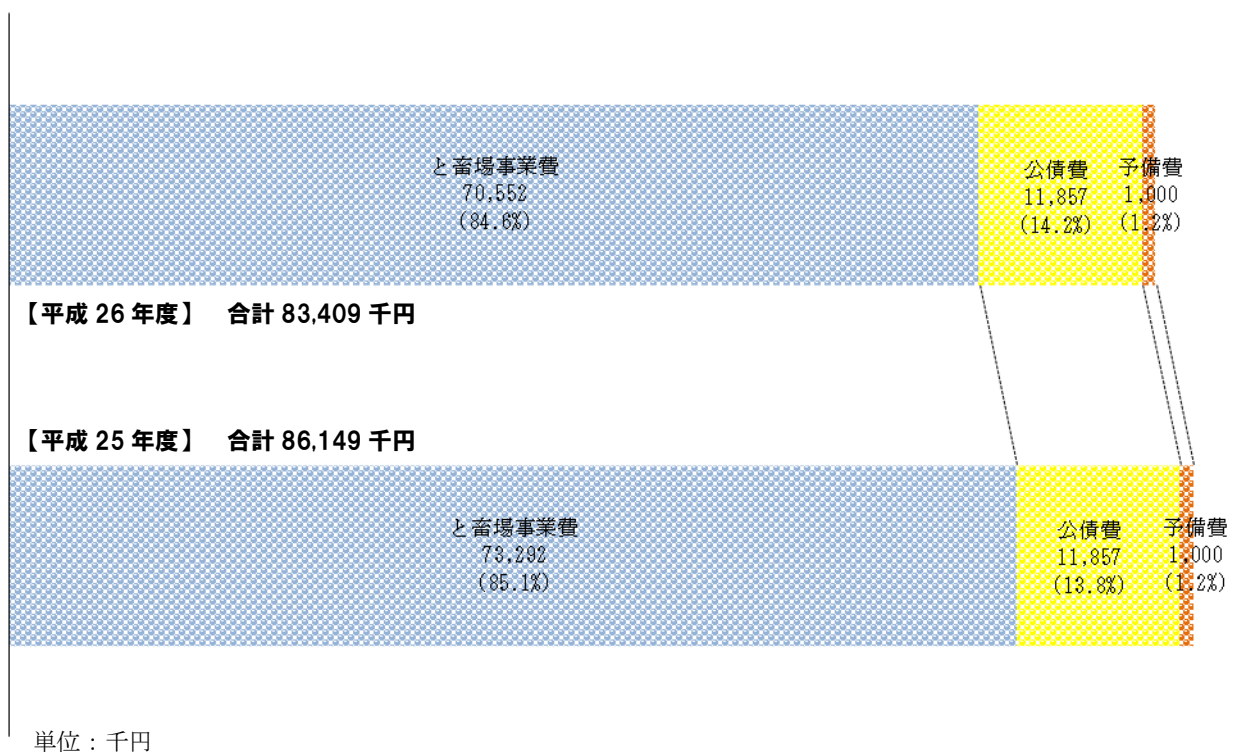 と畜場事業費
70,552
(84.6%)
公債費
11,857
(14.2%)
予備費
1,000
(1.2%)
【平成 26 年度】 合計 83,409 千円
【平成 25 年度】 合計 86,149 千円
と畜場事業費
73,292
(85.1%)
公債費
11,857
(13.8%)
予備費
1,000
(1.2%)
単位：千円